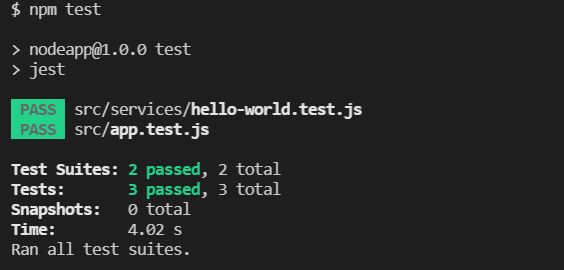 $ npm test
> nodeapp@1.0.0 test
> jest
PASS src/services/hello-world.test.js
PASS src/app.test.js
Test Suites: 2 passed, 2 total
Tests: 3 passed, 3 total
Snapshots: 0 total
Time: 4.02 s
Ran all test suites.